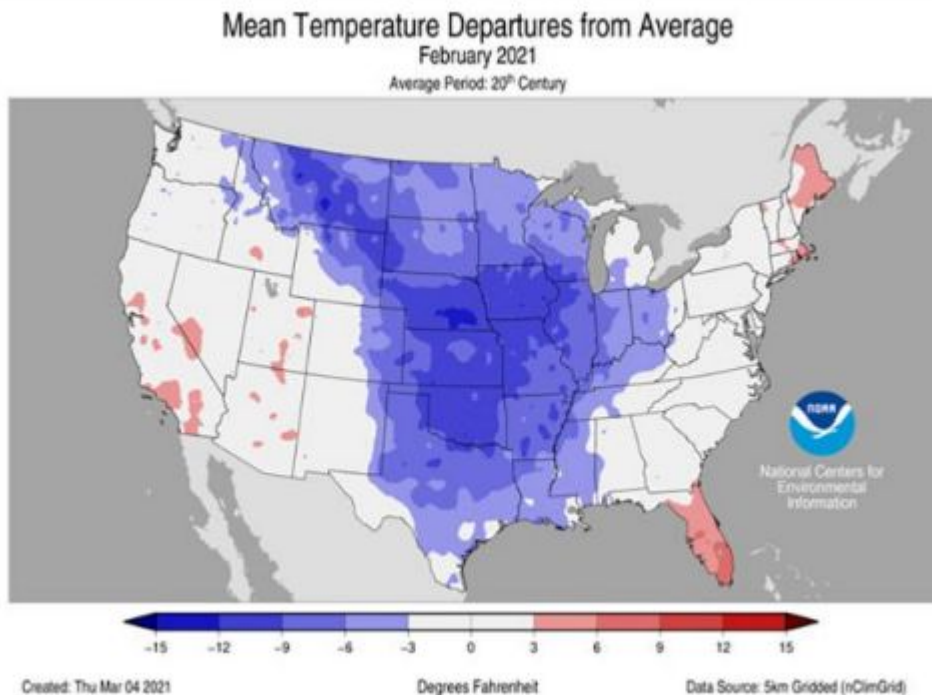 Mean Temperature Departures from Average
February 2021
Average Period: 20th Century
NOAA
National Centers for
Environmental
Information
-15 -12 -9 -6 -3 0 3 6 9 12 15
Created: Thu Mar 04 2021 Degrees Fahrenheit Data Source: 5km Gridded (nClimGrid)